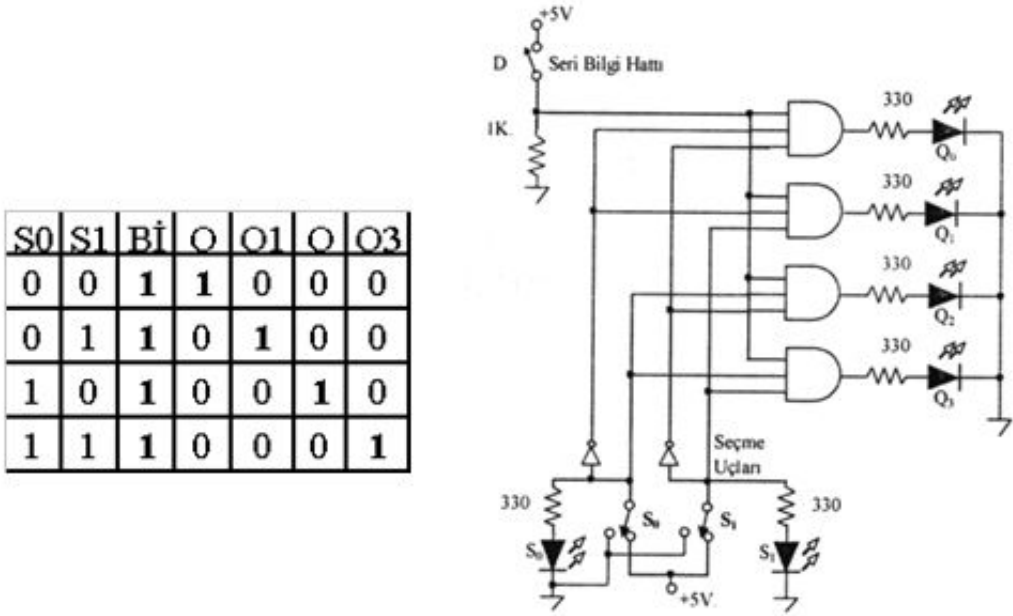 S0 S1 Bİ Q Q1 Q Q3
0 0 1 1 0 0 0
0 1 1 0 1 0 0
1 0 1 0 0 1 0
1 1 1 0 0 0 1
+5V
D Seri Bilgi Hattı
1K
330
Q₀
330
Q₁
330
Q₂
330
Q₃
Seçme
Uçları
330
S₀
S₀
S₁
330
S₁
+5V